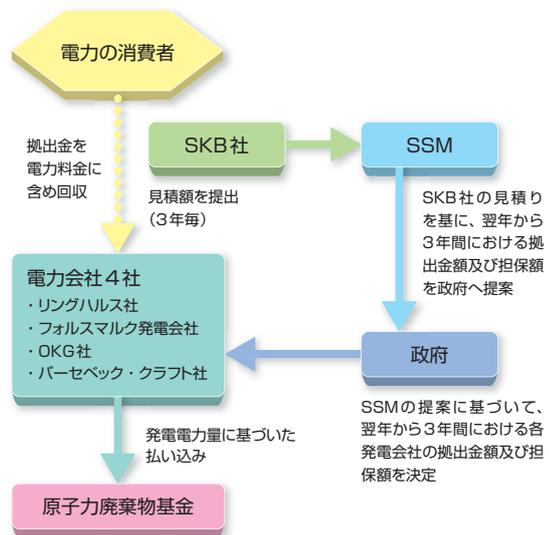 電力の消費者
拠出金を
電力料金に
含め回収
SKB社
SSM
見積額を提出
（3年毎）
SKB社の見積り
を基に、翌年から
3年間における拠
出金額及び担保額
を政府へ提案
電力会社4社
・リングハルス社
・フォルスマルク発電会社
・OKG社
・バーセベック・クラフト社
政府
SSMの提案に基づいて、
翌年から3年間における各
発電会社の拠出金額及び担
保額を決定
発電電力量に基づいた
払い込み
原子力廃棄物基金